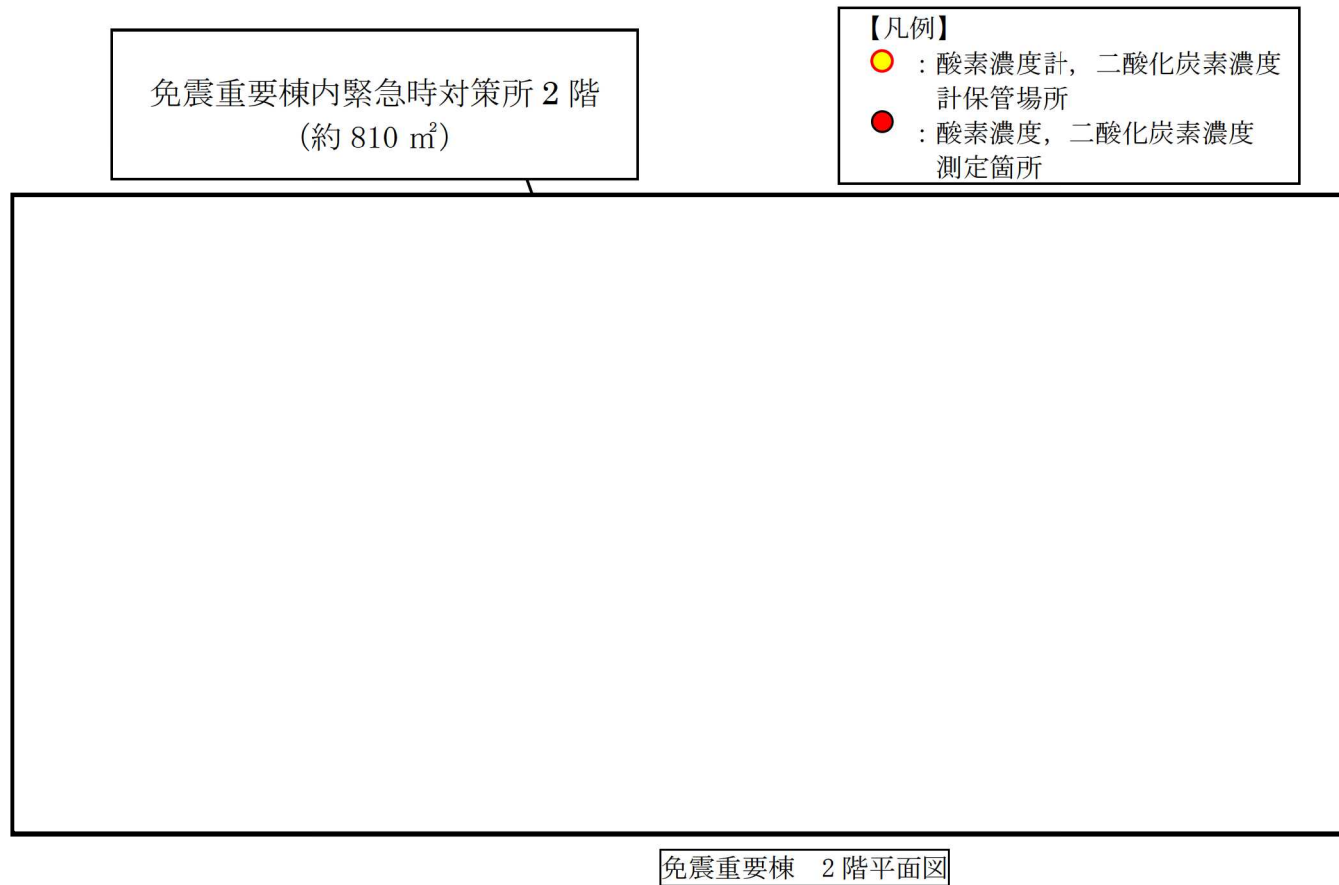 免震重要棟内緊急時対策所 2 階
(約 810 ㎡)
【凡例】
:酸素濃度計，二酸化炭素濃度
計保管場所
:酸素濃度，二酸化炭素濃度
測定箇所
免震重要棟　2 階平面図